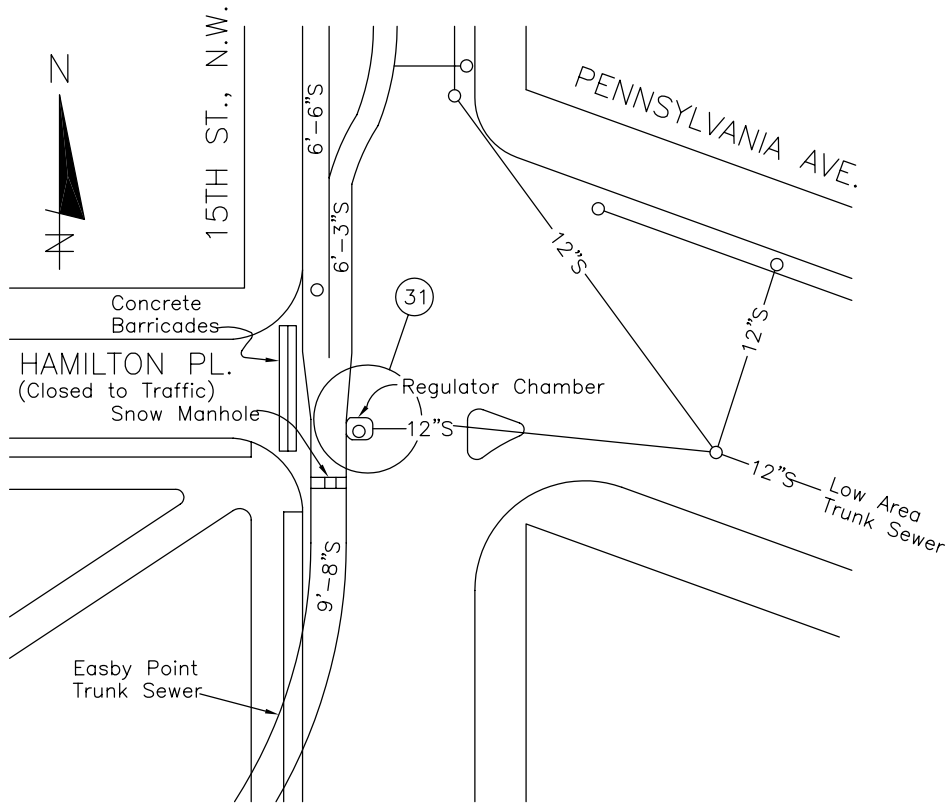 N
N
15TH ST., N.W.
6'-6"S
6'-3"S
PENNSYLVANIA AVE.
12"S
12"S
31
Concrete
Barricades
HAMILTON PL.
(Closed to Traffic)
Snow Manhole
Regulator Chamber
12"S
12"S
Low Area
Trunk Sewer
9'-8"S
Easby Point
Trunk Sewer